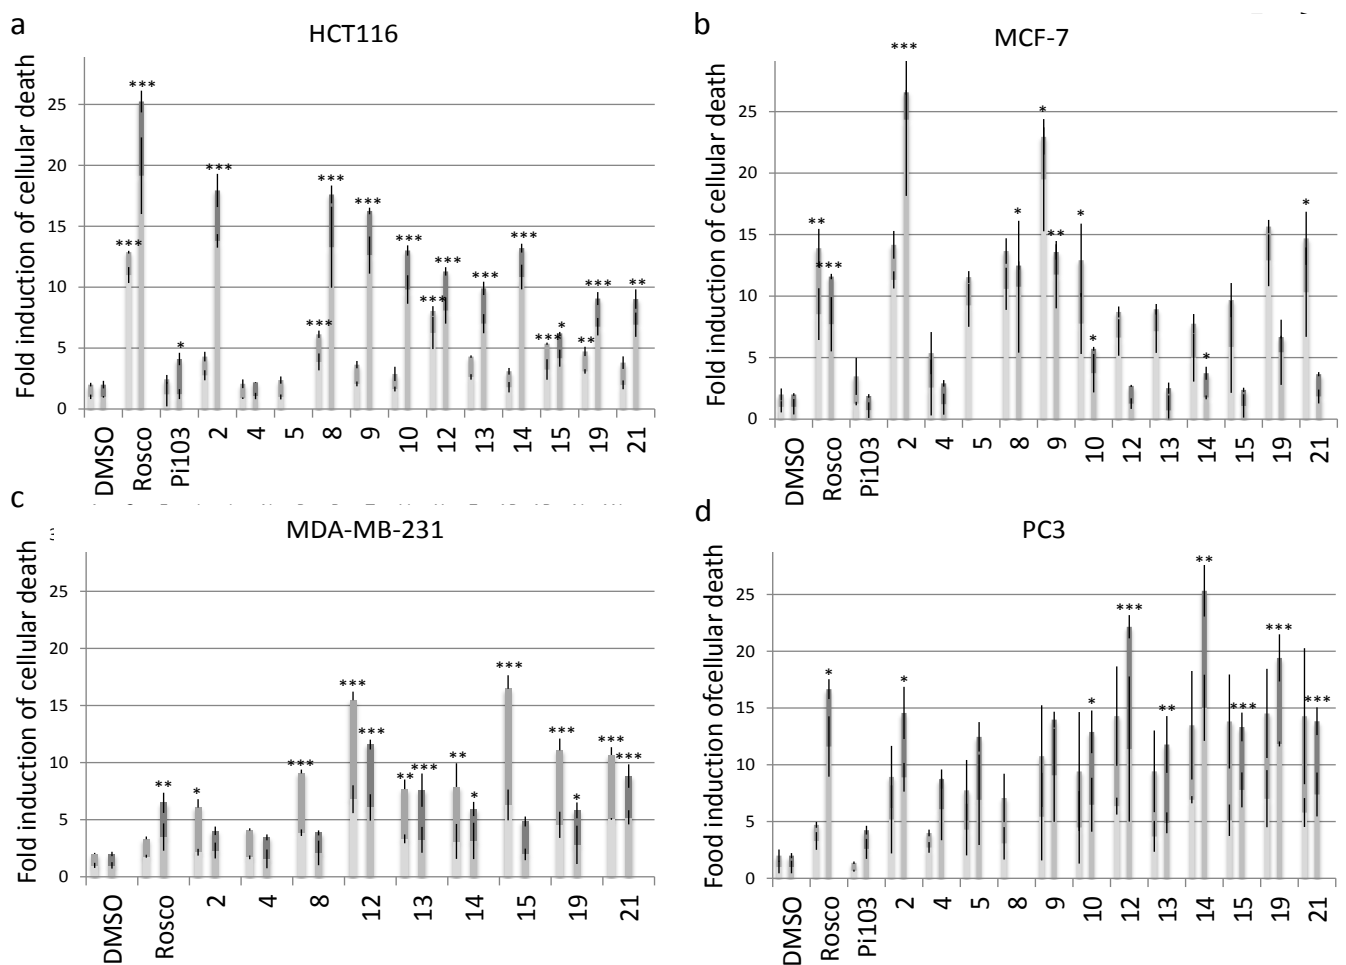 a
HCT116
Fold induction of cellular death
25
20
15
10
5
0
*** *** * *** *** *** *** *** *** *** *** *** *** * ** *** **
DMSO Rosco Pi103 2 4 5 8 9 10 12 13 14 15 19 21
b
MCF-7
Fold induction of cellular death
25
20
15
10
5
0
** *** *** * * ** * * * *
DMSO Rosco Pi103 2 4 5 8 9 10 12 13 14 15 19 21
c
MDA-MB-231
Fold induction of cellular death
25
20
15
10
5
0
** * *** *** *** ** *** ** * *** *** * *** ***
DMSO Rosco 2 4 8 12 13 14 15 19 21
d
PC3
Food induction ofcellular death
25
20
15
10
5
0
* * * *** ** ** *** *** ***
DMSO Rosco Pi103 2 4 5 8 9 10 12 13 14 15 19 21